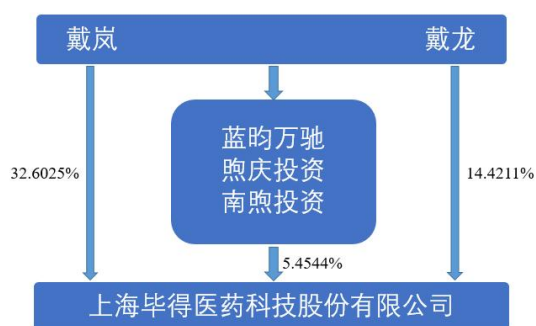 戴岚 戴龙
蓝昀万驰
煦庆投资
南煦投资
32.6025%
14.4211%
5.4544%
上海毕得医药科技股份有限公司